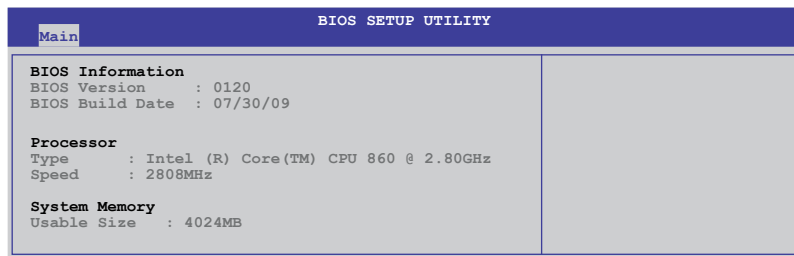 BIOS SETUP UTILITY
Main
BIOS Information
BIOS Version : 0120
BIOS Build Date : 07/30/09
Processor
Type : Intel (R) Core(TM) CPU 860 @ 2.80GHz
Speed : 2808MHz
System Memory
Usable Size : 4024MB